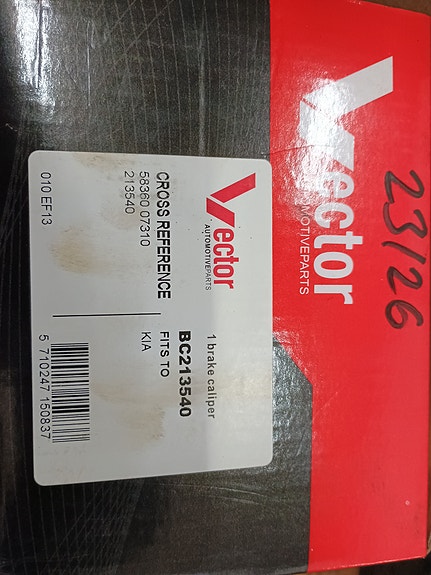 Vector
AUTOMOTIVEPARTS
23/26
Vector
AUTOMOTIVEPARTS
1 brake caliper
BC213540
CROSS REFERENCE
58360 07310
213540
FITS TO
KIA
010 EF13
5 710247 150837